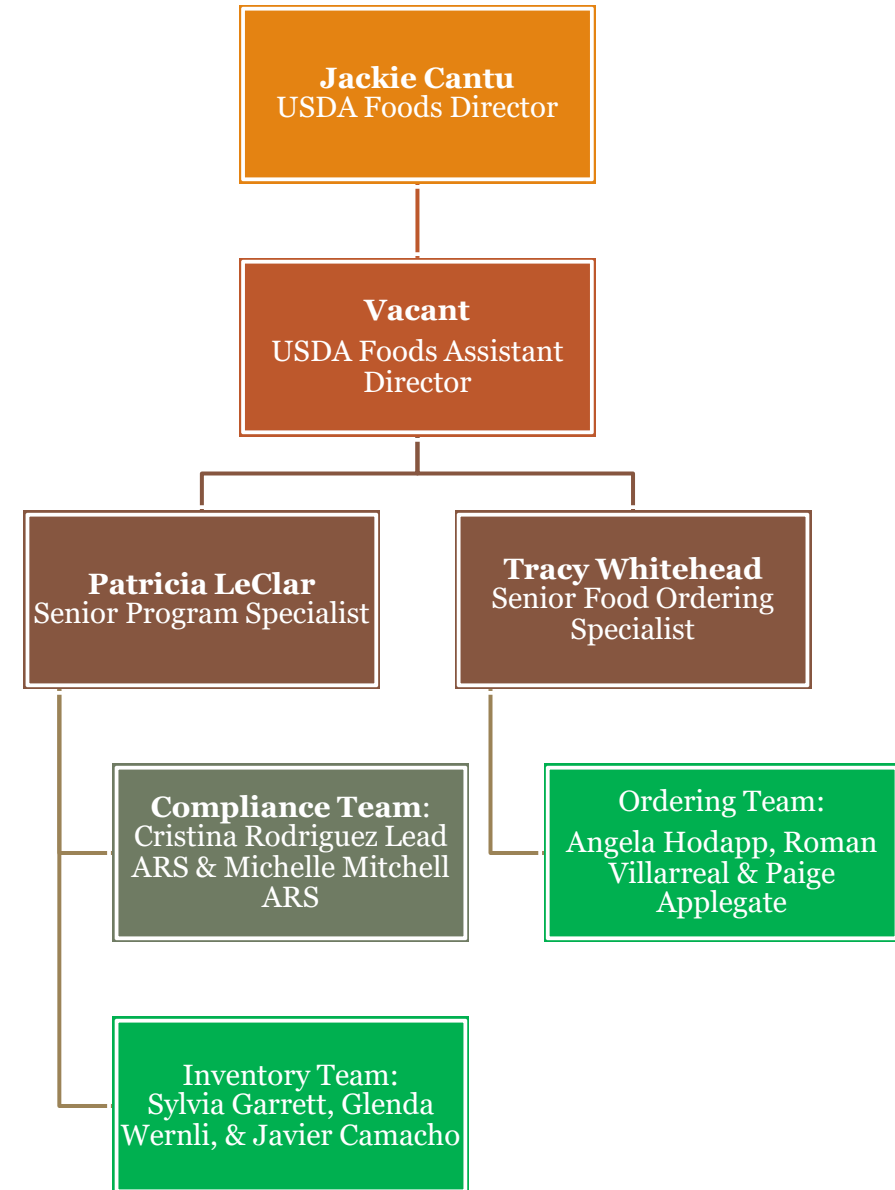 Jackie Cantu
USDA Foods Director
Vacant
USDA Foods Assistant
Director
Patricia LeClar
Senior Program Specialist
Tracy Whitehead
Senior Food Ordering
Specialist
Compliance Team:
Cristina Rodriguez Lead
ARS & Michelle Mitchell
ARS
Ordering Team:
Angela Hodapp, Roman
Villarreal & Paige
Applegate
Inventory Team:
Sylvia Garrett, Glenda
Wernli, & Javier Camacho